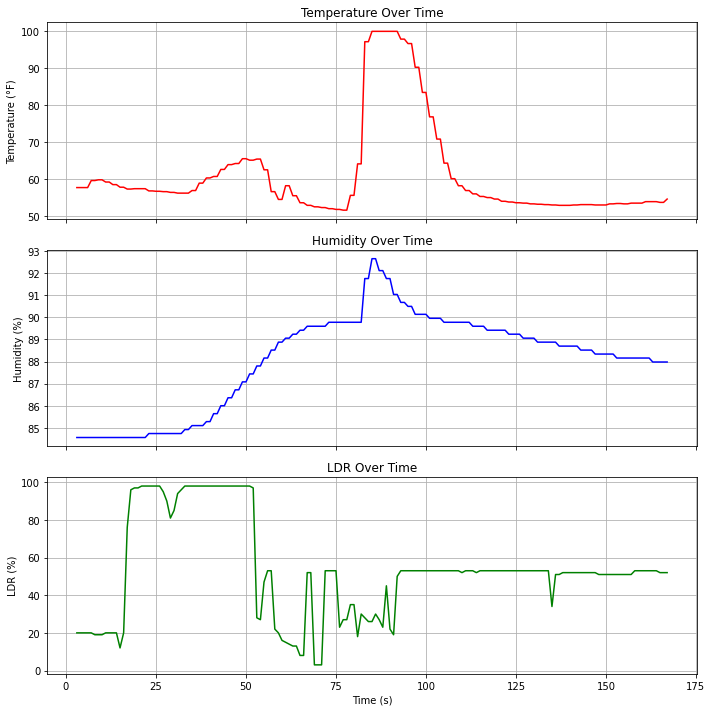 Temperature Over Time
100
90
80
70
60
50
Temperature (°F)
Humidity Over Time
93
92
91
90
89
88
87
86
85
Humidity (%)
LDR Over Time
100
80
60
40
20
0
LDR (%)
0 25 50 75 100 125 150 175
Time (s)